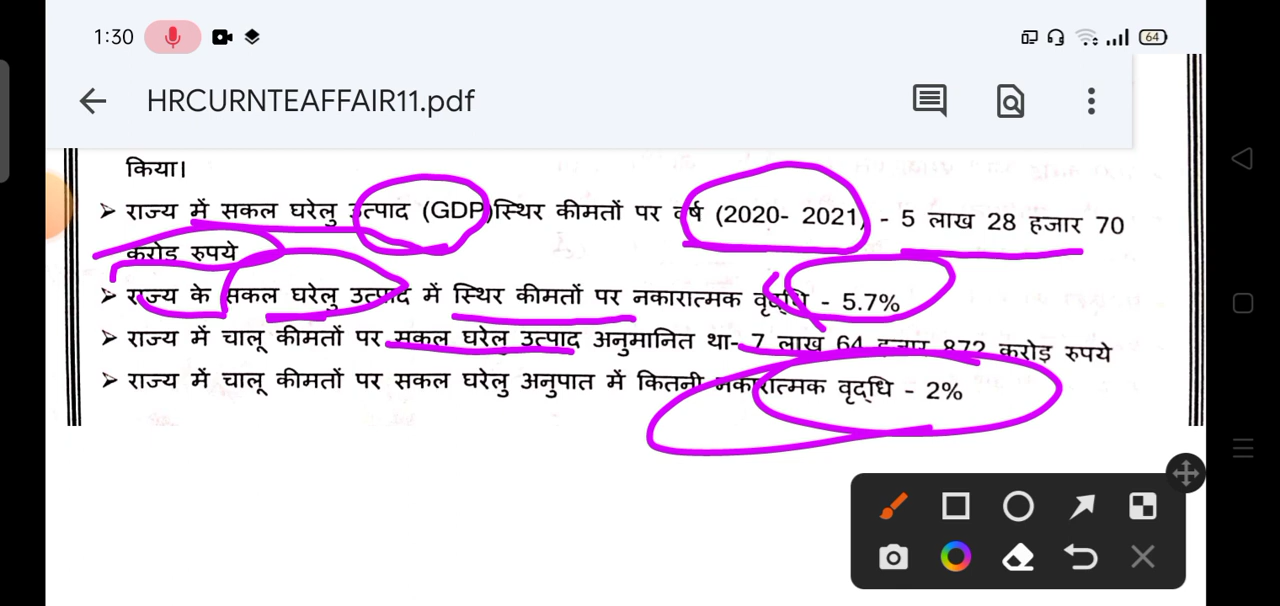 1:30
64
HRCURNTEAFFAIR11.pdf
किया।
➤ राज्य में सकल घरेलु उत्पाद (GDP)स्थिर कीमतों पर वर्ष (2020- 2021) - 5 लाख 28 हजार 70
करोड रुपये
➤ राज्य के सकल घरेलु उत्पाद में स्थिर कीमतों पर नकारात्मक वृद्धि - 5.7%
➤ राज्य में चालू कीमतों पर सकल घरेलु उत्पाद अनुमानित था- 7 लाख 64 हजार 872 करोड़ रुपये
➤ राज्य में चालू कीमतों पर सकल घरेलु अनुपात में कितनी नकारात्मक वृद्धि - 2%